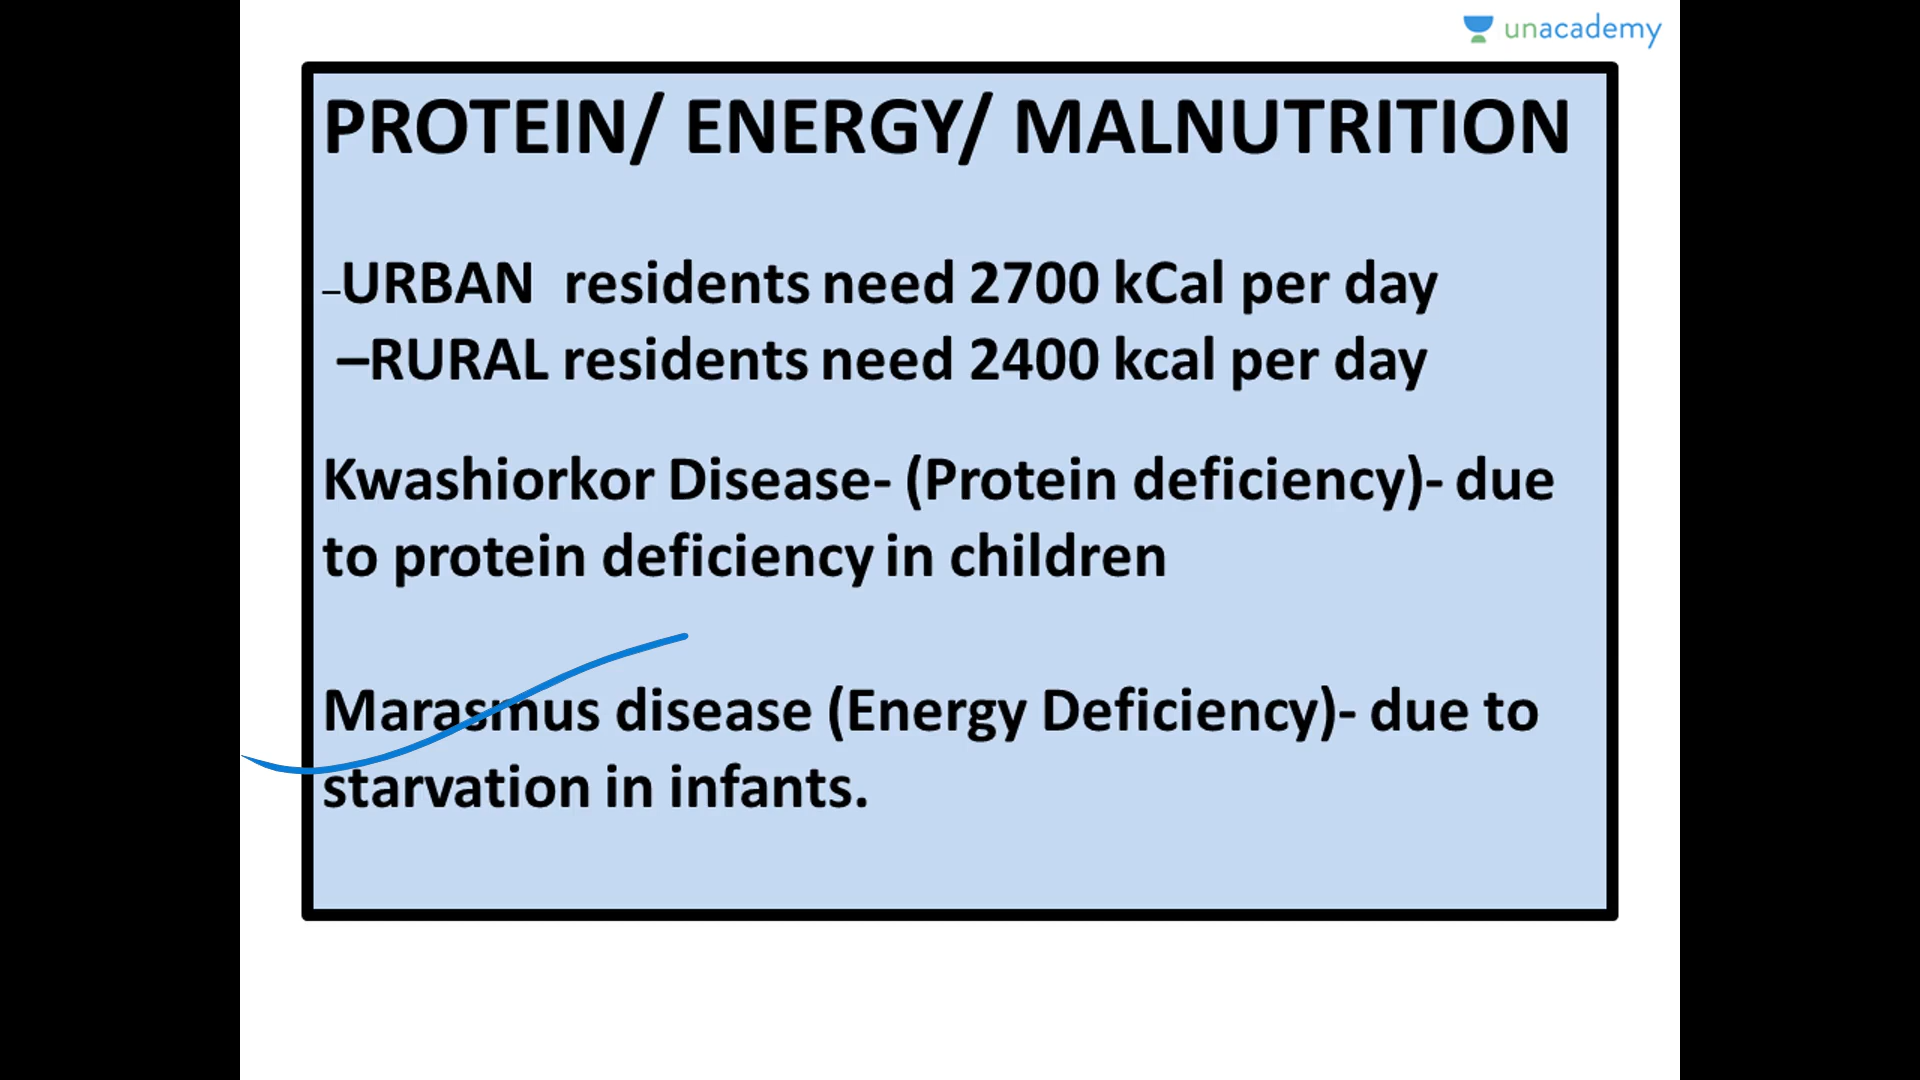 unacademy
PROTEIN/ ENERGY/ MALNUTRITION
–URBAN residents need 2700 kCal per day
–RURAL residents need 2400 kcal per day
Kwashiorkor Disease- (Protein deficiency)- due
to protein deficiency in children
Marasmus disease (Energy Deficiency)- due to
starvation in infants.